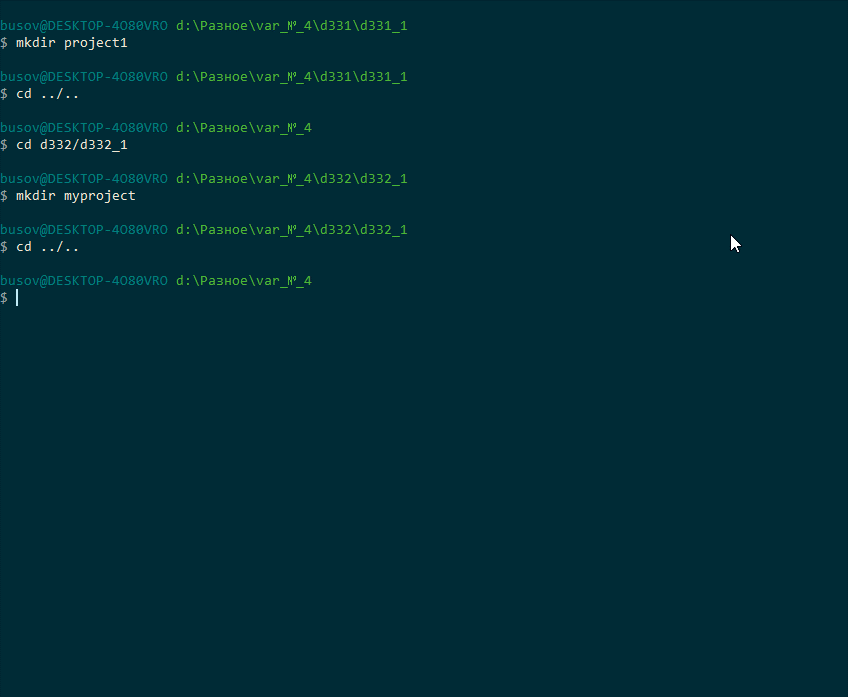 busov@DESKTOP-4O80VRO d:\Разное\var_№_4\d331\d331_1
$ mkdir project1
busov@DESKTOP-4O80VRO d:\Разное\var_№_4\d331\d331_1
$ cd ../..
busov@DESKTOP-4O80VRO d:\Разное\var_№_4
$ cd d332/d332_1
busov@DESKTOP-4O80VRO d:\Разное\var_№_4\d332\d332_1
$ mkdir myproject
busov@DESKTOP-4O80VRO d:\Разное\var_№_4\d332\d332_1
$ cd ../..
busov@DESKTOP-4O80VRO d:\Разное\var_№_4
$